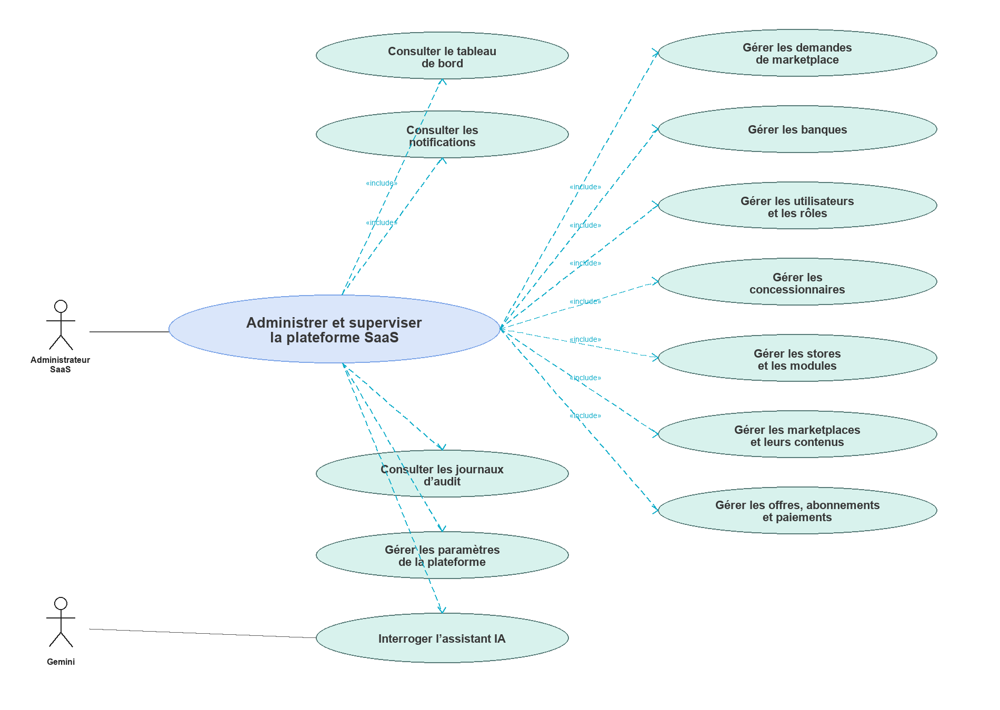 Consulter le tableau
de bord
Consulter les
notifications
«include»
«include»
Gérer les demandes
de marketplace
Gérer les banques
Gérer les utilisateurs
et les rôles
Gérer les
concessionnaires
Gérer les stores
et les modules
Gérer les marketplaces
et leurs contenus
Gérer les offres, abonnements
et paiements
«include»
«include»
«include»
«include»
«include»
«include»
«include»
Administrer et superviser
la plateforme SaaS
Administrateur
SaaS
Consulter les journaux
d’audit
Gérer les paramètres
de la plateforme
Interroger l’assistant IA
Gemini